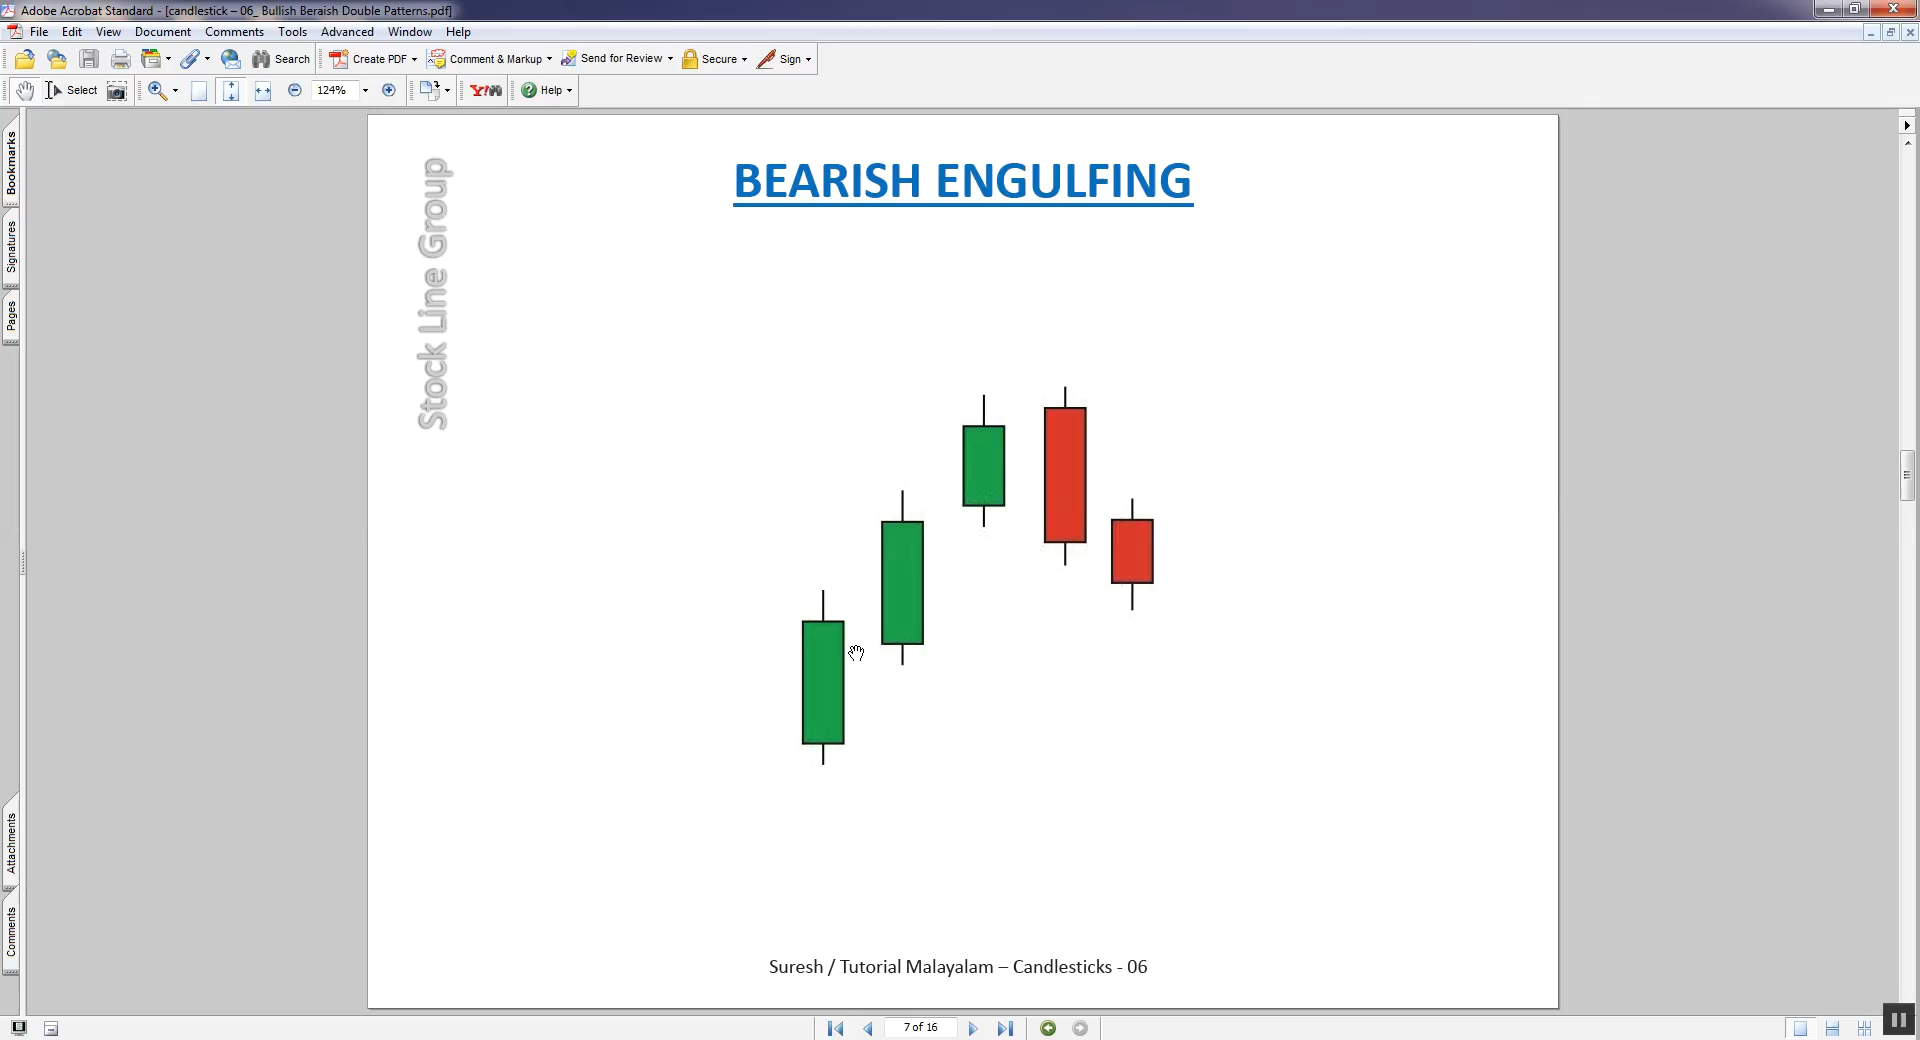 Adobe Acrobat Standard - [candlestick – 06_ Bullish Beraish Double Patterns.pdf]
File Edit View Document Comments Tools Advanced Window Help
Search Create PDF Comment & Markup Send for Review Secure Sign
Select 124% Y! Help
Bookmarks
Signatures
Pages
Attachments
Comments
Stock Line Group
BEARISH ENGULFING
Suresh / Tutorial Malayalam – Candlesticks - 06
7 of 16